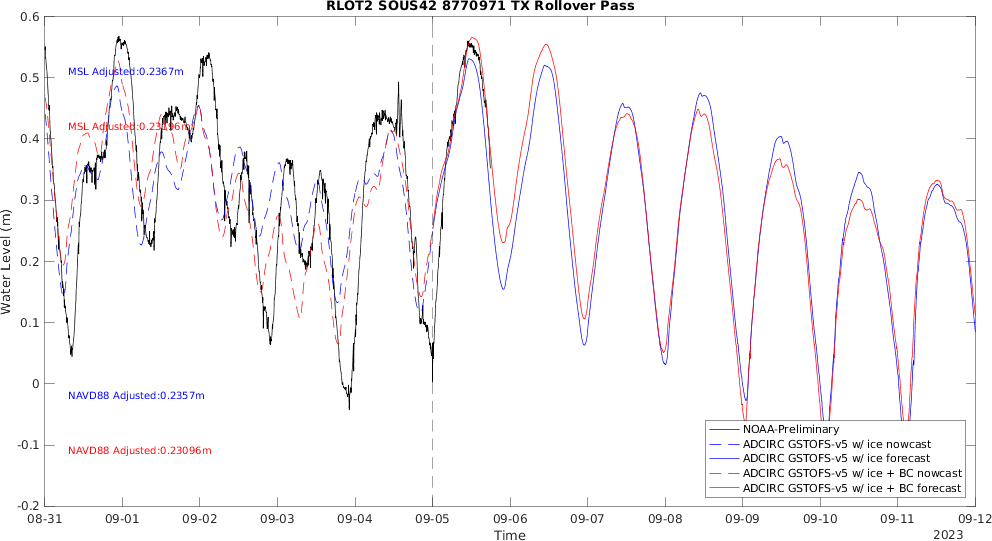 RLOT2 SOUS42 8770971 TX Rollover Pass
0.6
0.5
0.4
0.3
0.2
0.1
0
-0.1
-0.2
Water Level (m)
MSL Adjusted:0.2367m
MSL Adjusted:0.23196m
NAVD88 Adjusted:0.2357m
NAVD88 Adjusted:0.23096m
NOAA-Preliminary
ADCIRC GSTOFS-v5 w/ ice nowcast
ADCIRC GSTOFS-v5 w/ ice forecast
ADCIRC GSTOFS-v5 w/ ice + BC nowcast
ADCIRC GSTOFS-v5 w/ ice + BC forecast
08-31 09-01 09-02 09-03 09-04 09-05 09-06 09-07 09-08 09-09 09-10 09-11 09-12
Time
2023